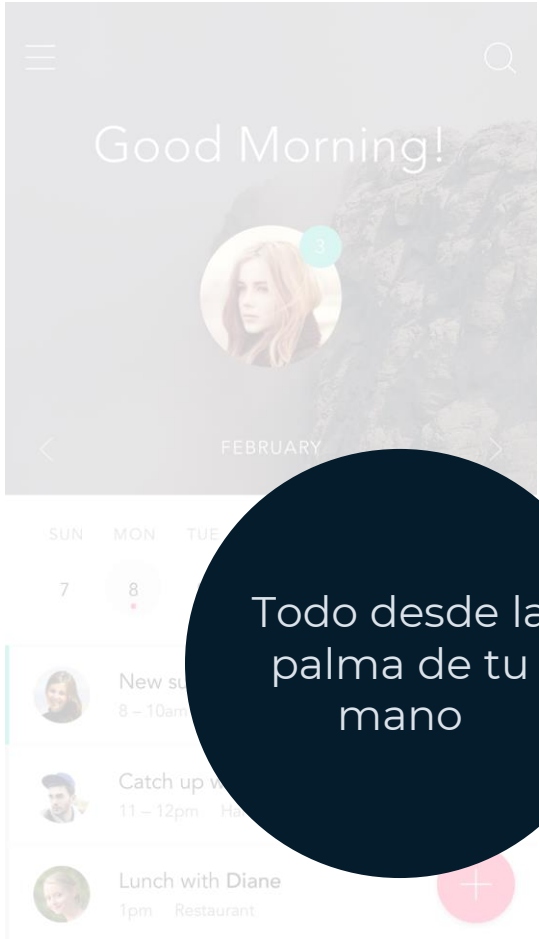 Good Morning!
3
FEBRUARY
SUN MON TUE
7 8
New
8 – 10am
Catch up
11 – 12pm
Lunch with Diane
1pm Restaurant
Todo desde la
palma de tu
mano